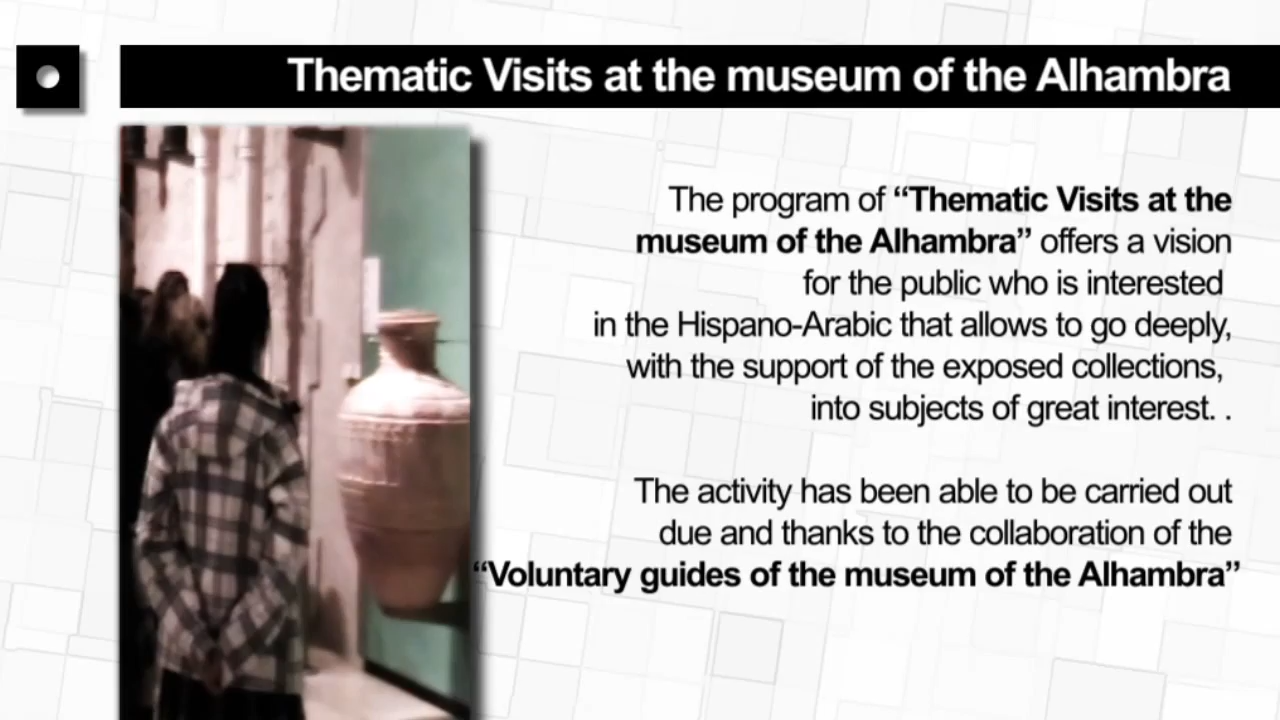 Thematic Visits at the museum of the Alhambra
The program of “Thematic Visits at the
museum of the Alhambra” offers a vision
for the public who is interested
in the Hispano-Arabic that allows to go deeply,
with the support of the exposed collections,
into subjects of great interest. .
The activity has been able to be carried out
due and thanks to the collaboration of the
“Voluntary guides of the museum of the Alhambra”